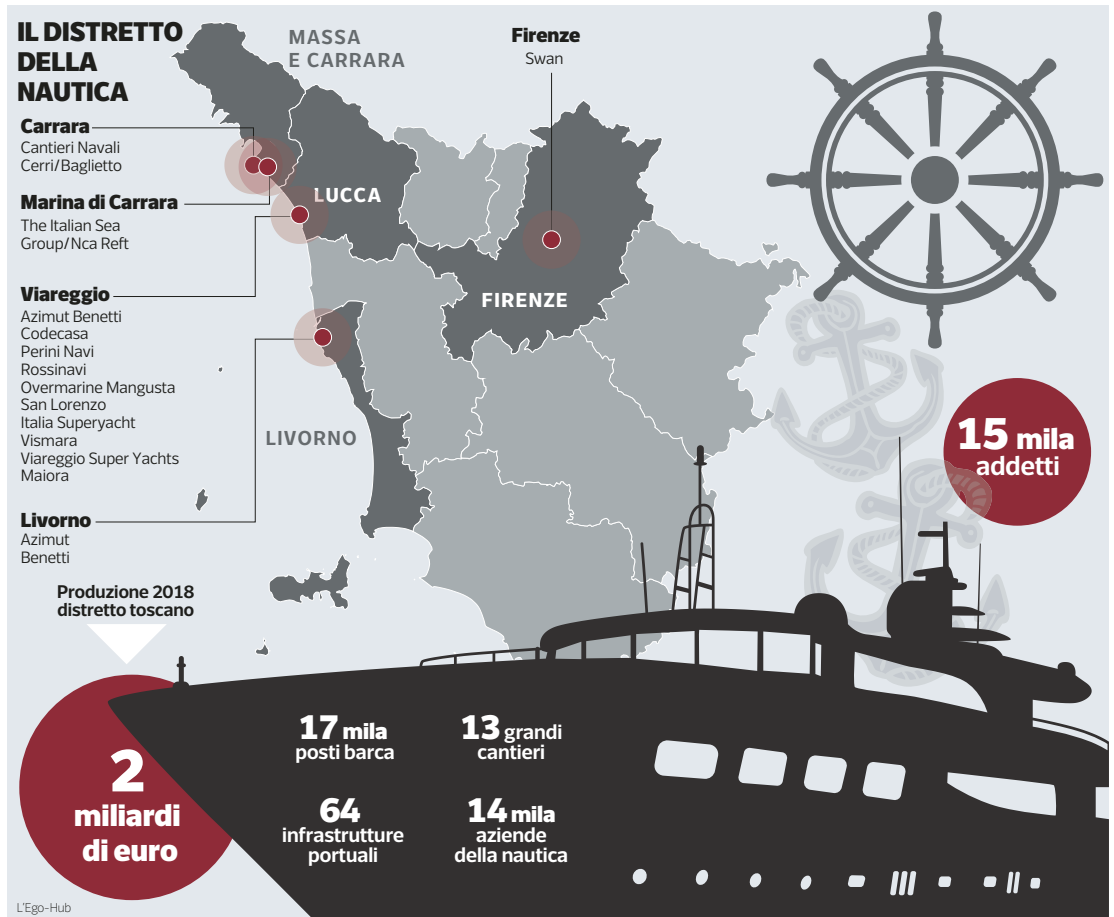 IL DISTRETTO
DELLA
NAUTICA
MASSA
E CARRARA
Firenze
Swan
Carrara
Cantieri Navali
Cerri/Baglietto
Marina di Carrara
The Italian Sea
Group/Nca Reft
Viareggio
Azimut Benetti
Codecasa
Perini Navi
Rossinavi
Overmarine Mangusta
San Lorenzo
Italia Superyacht
Vismara
Viareggio Super Yachts
Maiora
Livorno
Azimut
Benetti
LUCCA
FIRENZE
LIVORNO
15 mila
addetti
Produzione 2018
distretto toscano
2
miliardi
di euro
17 mila
posti barca
13 grandi
cantieri
64
infrastrutture
portuali
14 mila
aziende
della nautica
L'Ego-Hub